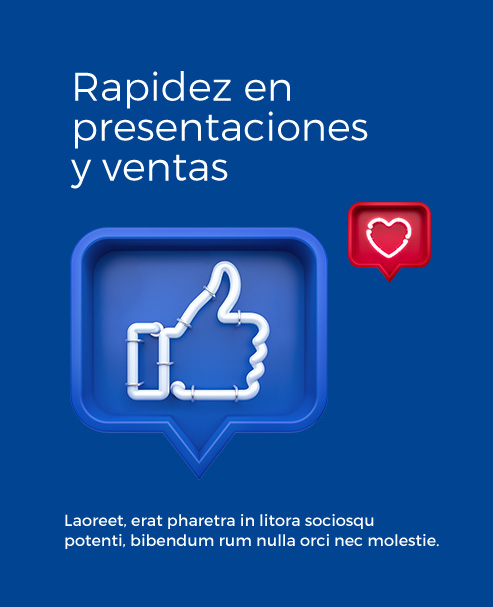 Rapidez en
presentaciones
y ventas
Laoreet, erat pharetra in litora sociosqu
potenti, bibendum rum nulla orci nec molestie.